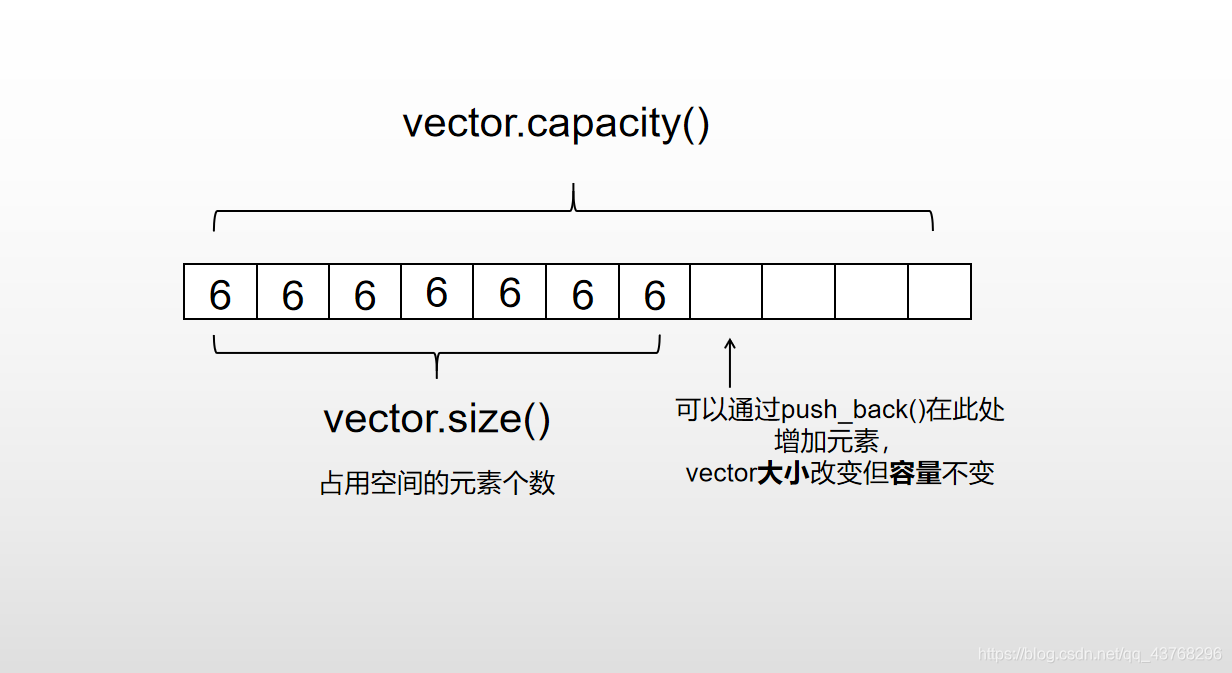 vector.capacity()
6 6 6 6 6 6 6
vector.size()
占用空间的元素个数
可以通过push_back()在此处
增加元素，
vector大小改变但容量不变
https://blog.csdn.net/qq_43768296